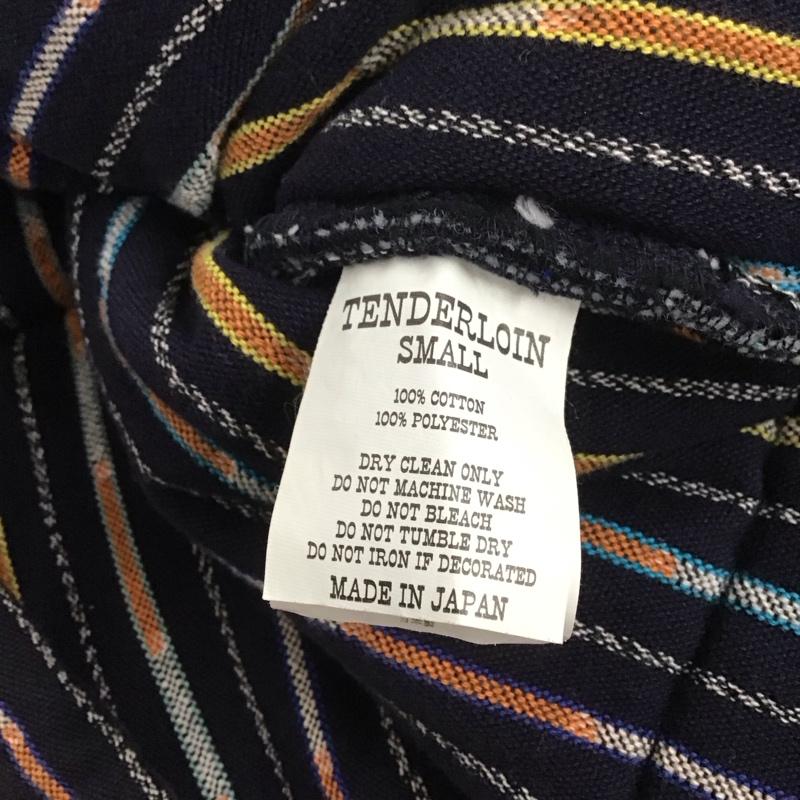 TENDERLOIN
SMALL
100% COTTON
100% POLYESTER
DRY CLEAN ONLY
DO NOT MACHINE WASH
DO NOT BLEACH
DO NOT TUMBLE DRY
DO NOT IRON IF DECORATED
MADE IN JAPAN